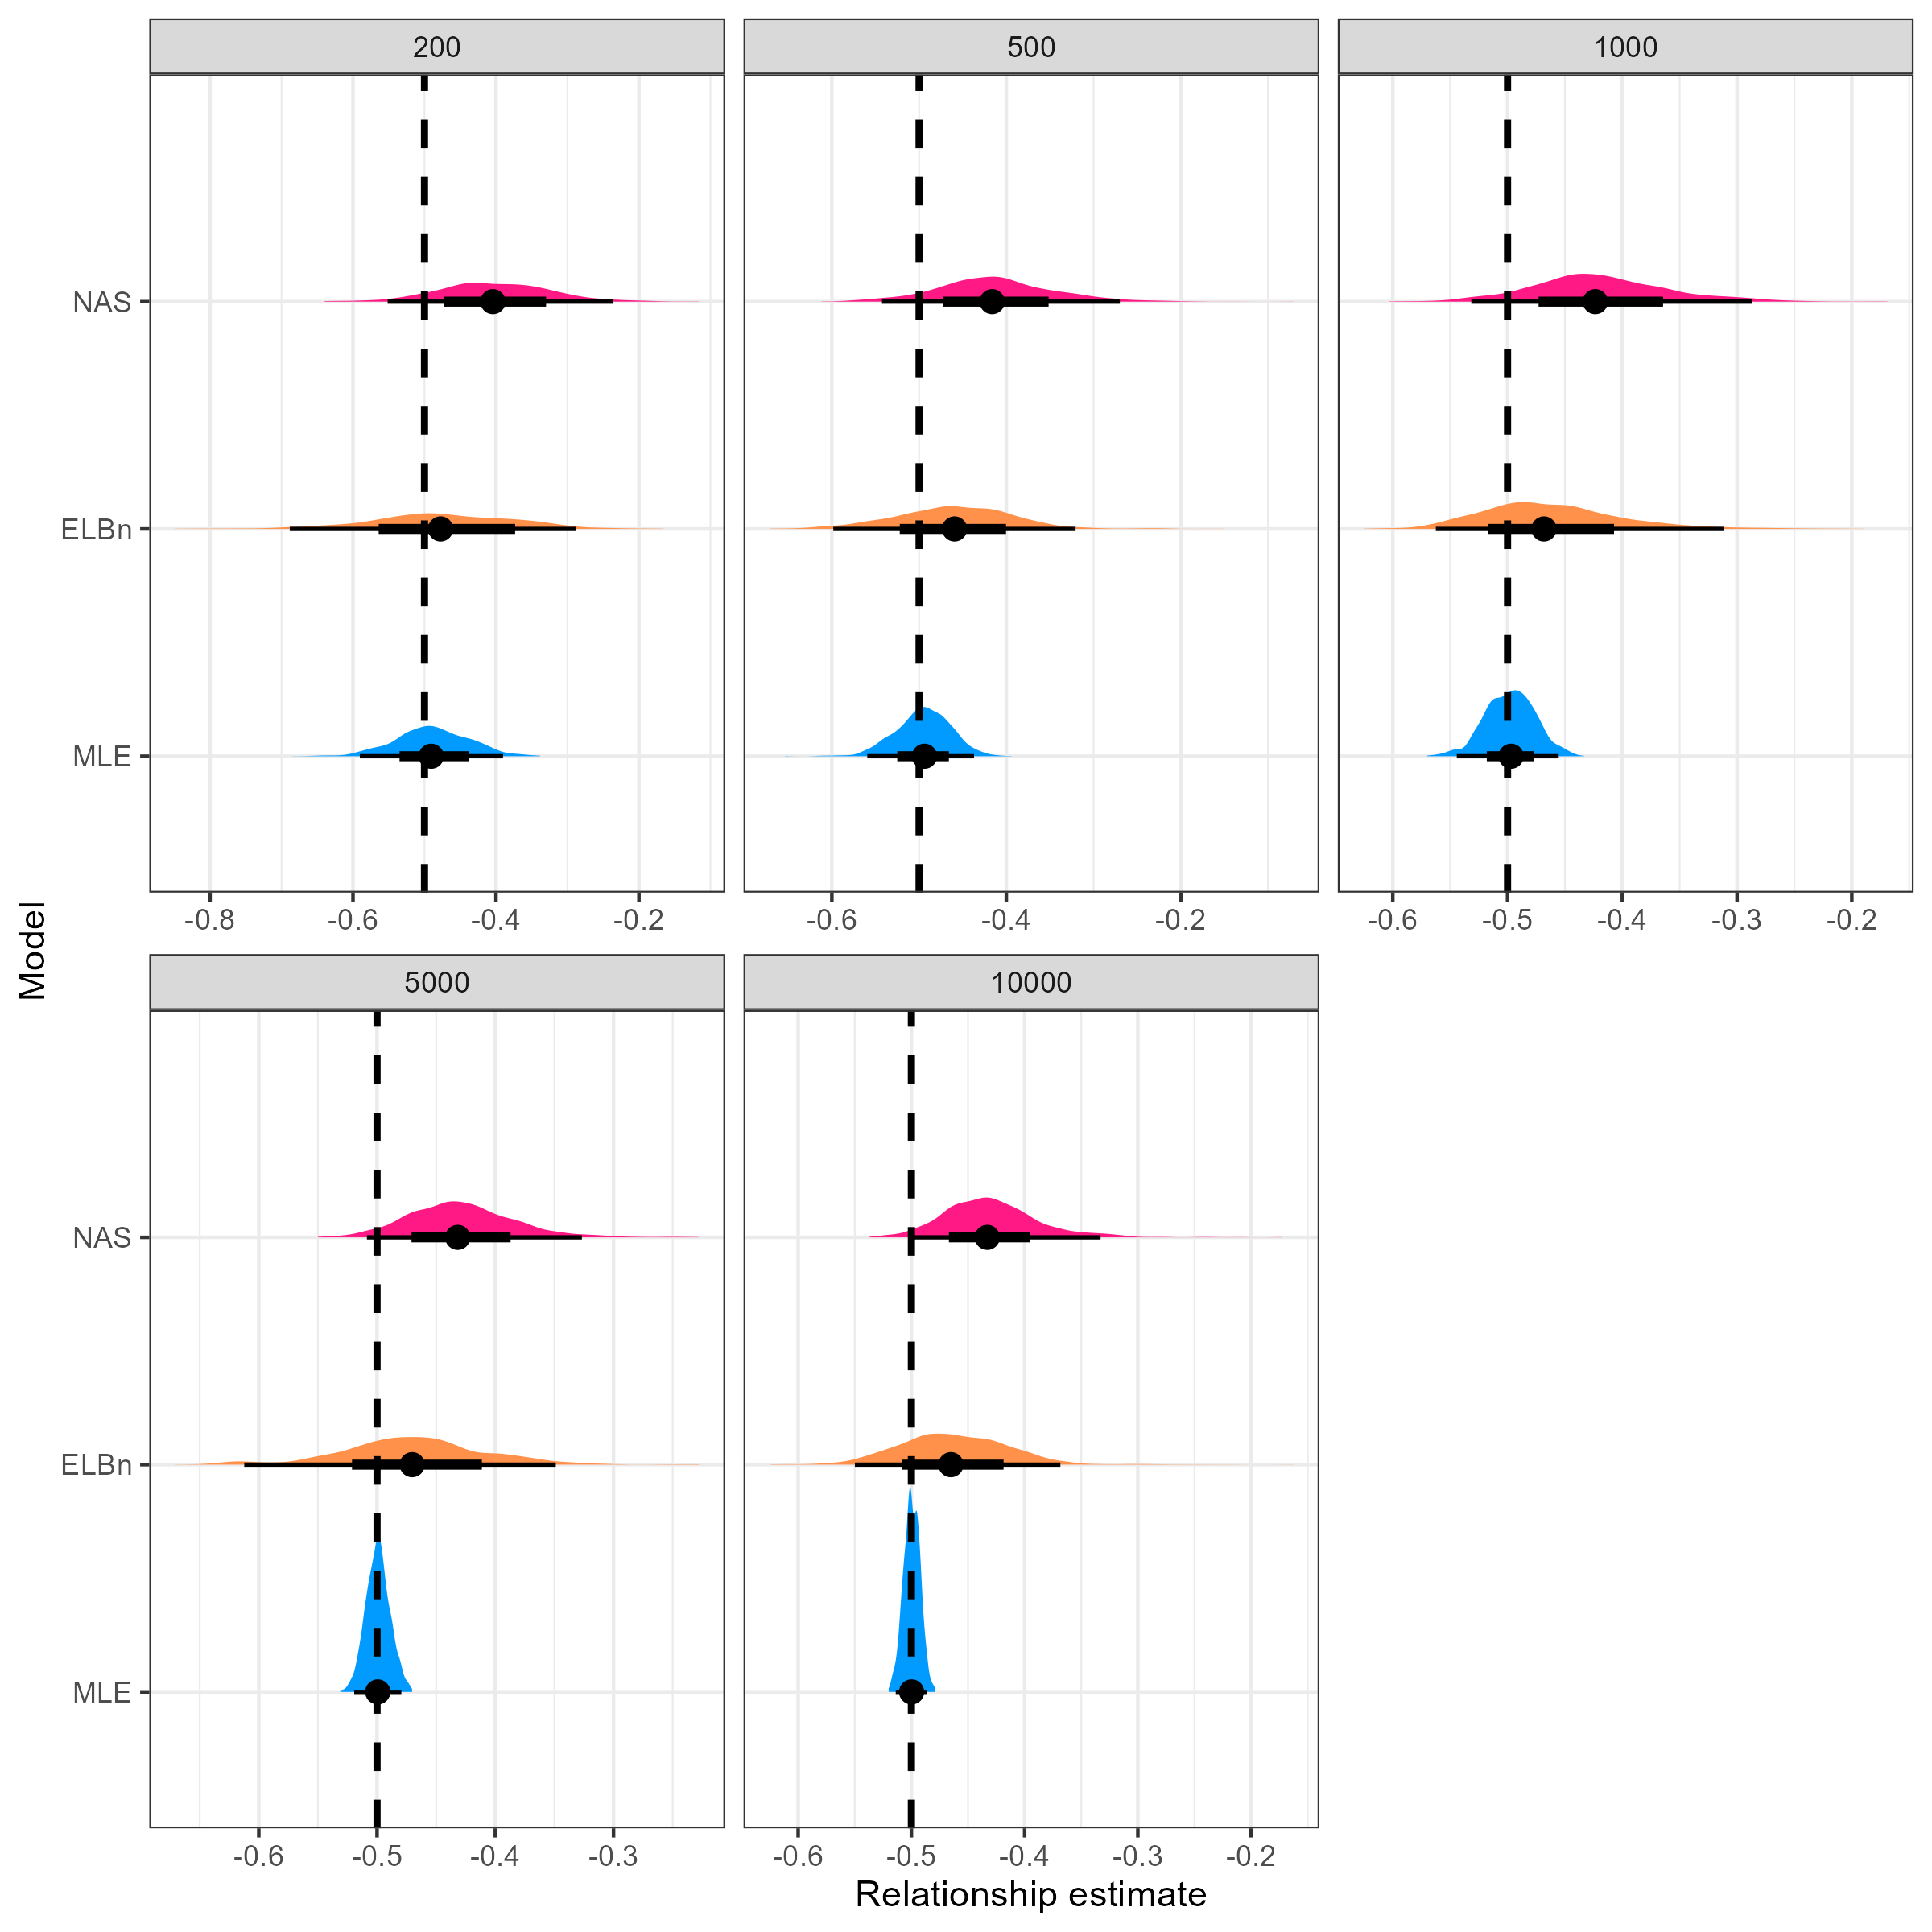 200
500
1000
NAS
ELBn
MLE
-0.8 -0.6 -0.4 -0.2
-0.6 -0.4 -0.2
-0.6 -0.5 -0.4 -0.3 -0.2
Model
5000
10000
NAS
ELBn
MLE
-0.6 -0.5 -0.4 -0.3
-0.6 -0.5 -0.4 -0.3 -0.2
Relationship estimate